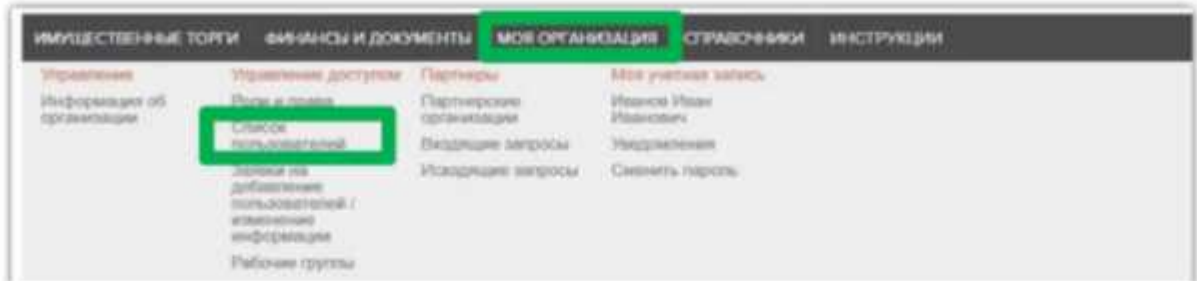 ИМУЩЕСТВЕННЫЕ ТОРГИ ФИНАНСЫ И ДОКУМЕНТЫ МОЯ ОРГАНИЗАЦИЯ СПРАВОЧНИКИ ИНСТРУКЦИИ
Управление
Информация об
организации
Управление доступом
Роли и права
Список
пользователей
Заявки на
добавление
пользователей /
изменение
информации
Рабочие группы
Партнеры
Партнерские
организации
Входящие запросы
Исходящие запросы
Моя учетная запись
Иванов Иван
Иванович
Уведомления
Сменить пароль